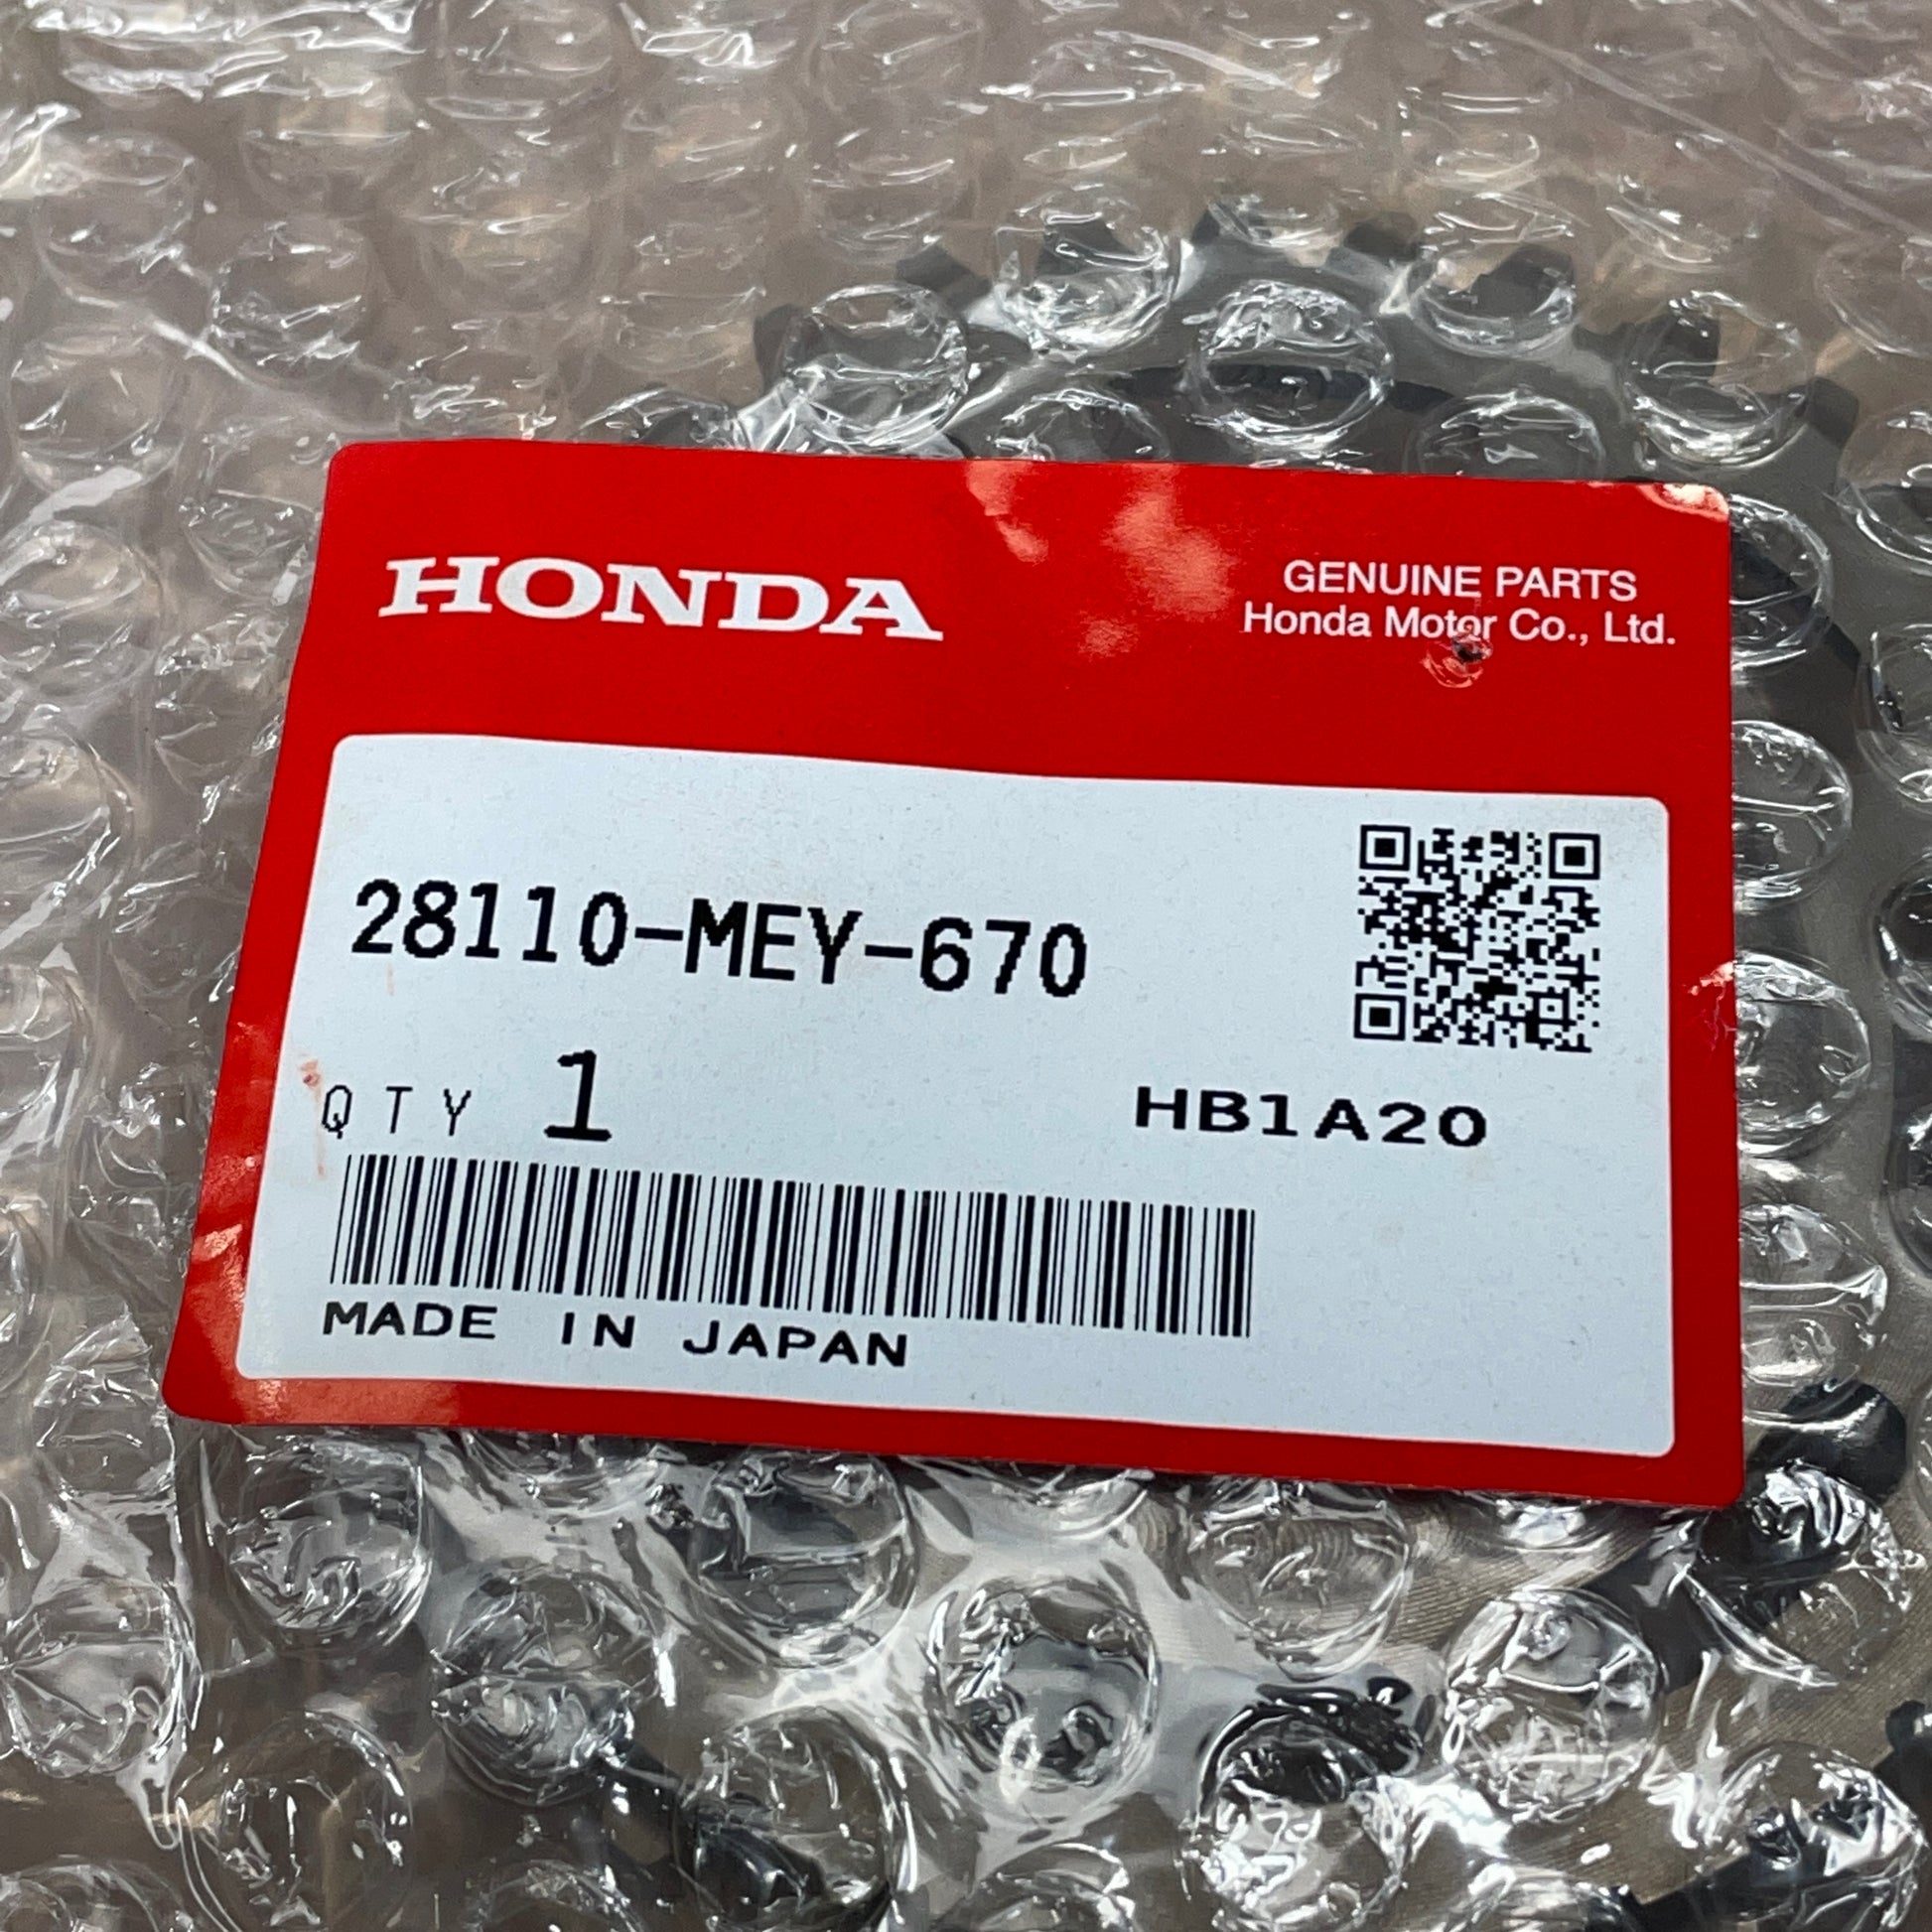 HONDA
GENUINE PARTS
Honda Motor Co., Ltd.
28110-MEY-670
QTY 1
HB1A20
MADE IN JAPAN